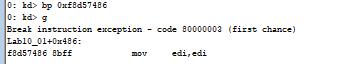 0: kd> bp 0xf8d57486
0: kd> g
Break instruction exception - code 80000003 (first chance)
Lab10_01+0x486:
f8d57486 8bff            mov     edi,edi